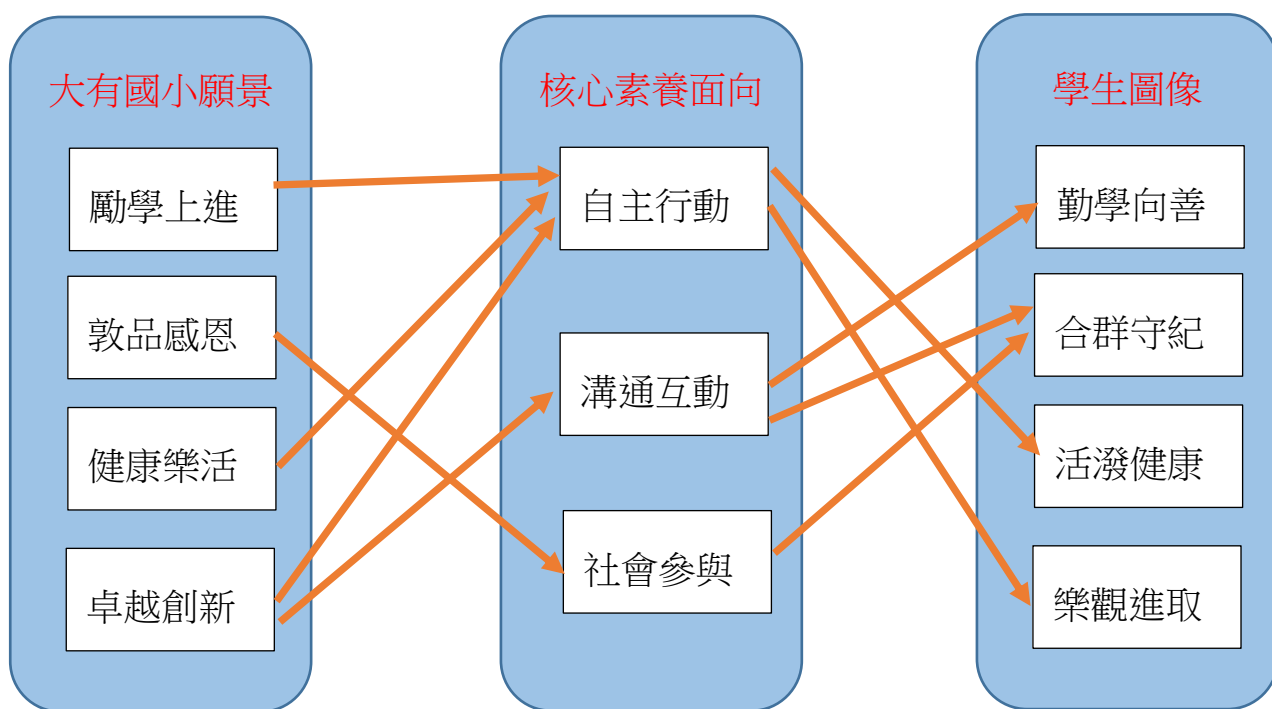 大有國小願景
勵學上進
敦品感恩
健康樂活
卓越創新
核心素養面向
自主行動
溝通互動
社會參與
學生圖像
勤學向善
合群守紀
活潑健康
樂觀進取